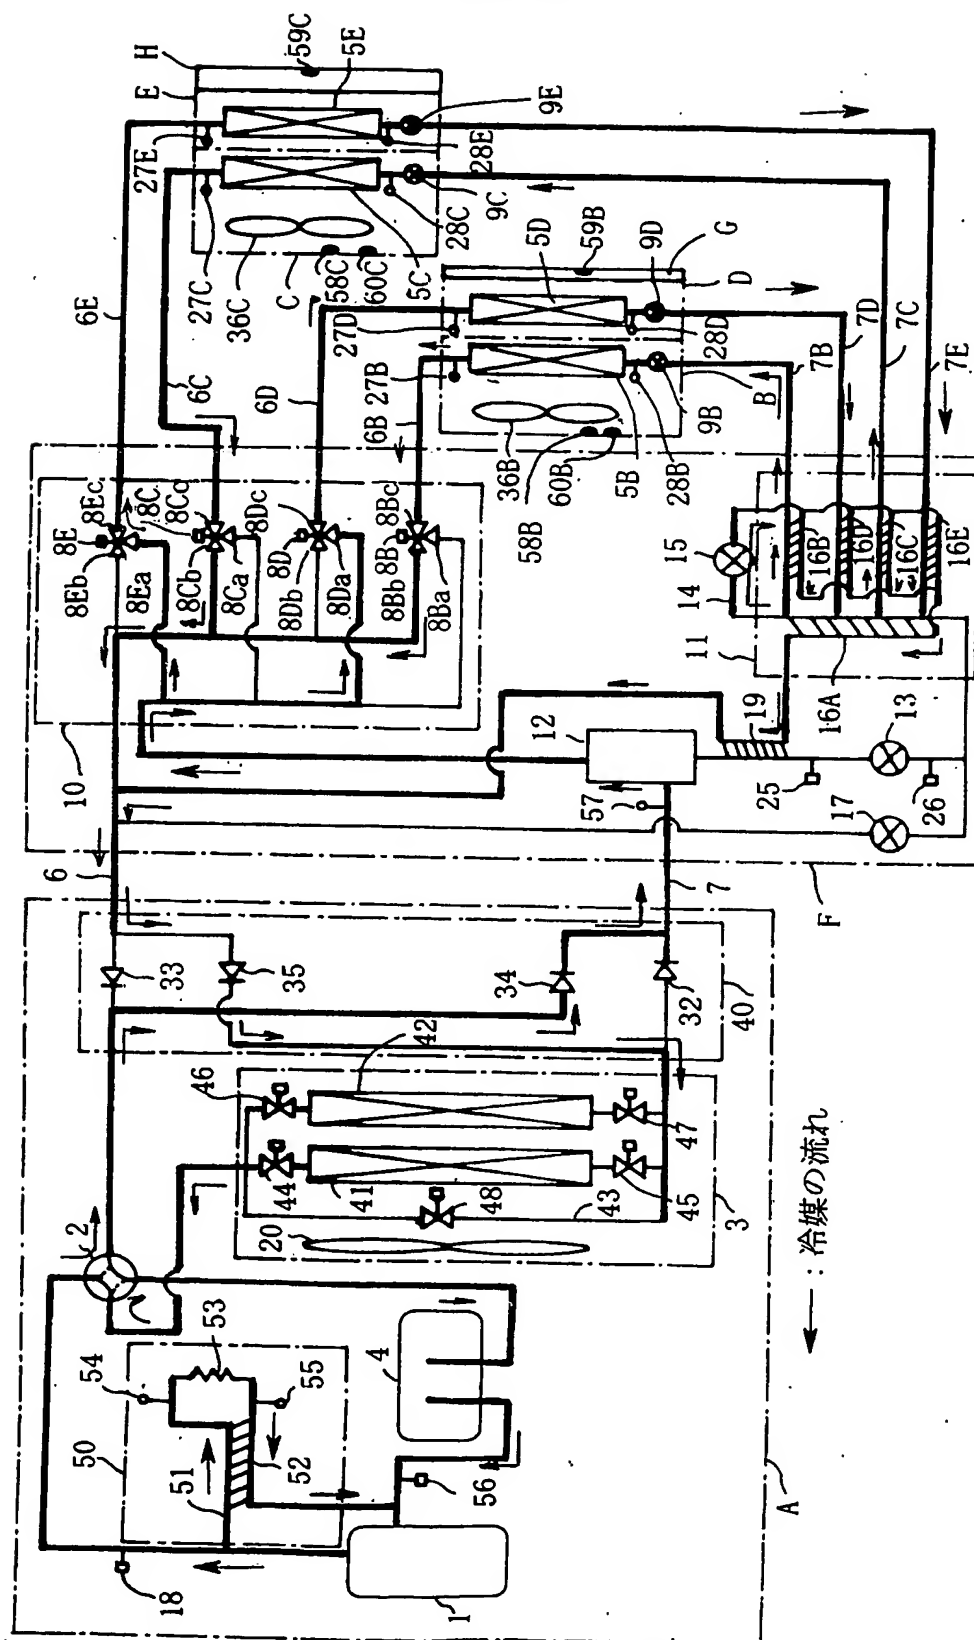 18
1
51
50
54
53
55
52
56
2
4
A
20
44
41
48
43
45
3
46
42
47
33
35
34
32
40
←:冷媒の流れ
6
7
F
10
57
12
25
17
26
13
19
16A
11
14
15
8Eb
8Ea
8E
8Ec
8Cb
8Ca
8C
8Cc
8Db
8Da
8D
8Dc
8Bb
8Ba
8B
8Bc
16B
16D
16C
16E
6E
6C
6D
6B
58B
36B
60B
5B
28B
9B
B
7B
7D
7C
7E
27B
27D
5D
59B
28D
9D
G
D
27C
36C
C
58C
60C
5C
28C
9C
27E
28E
9E
E
H
59C
5E